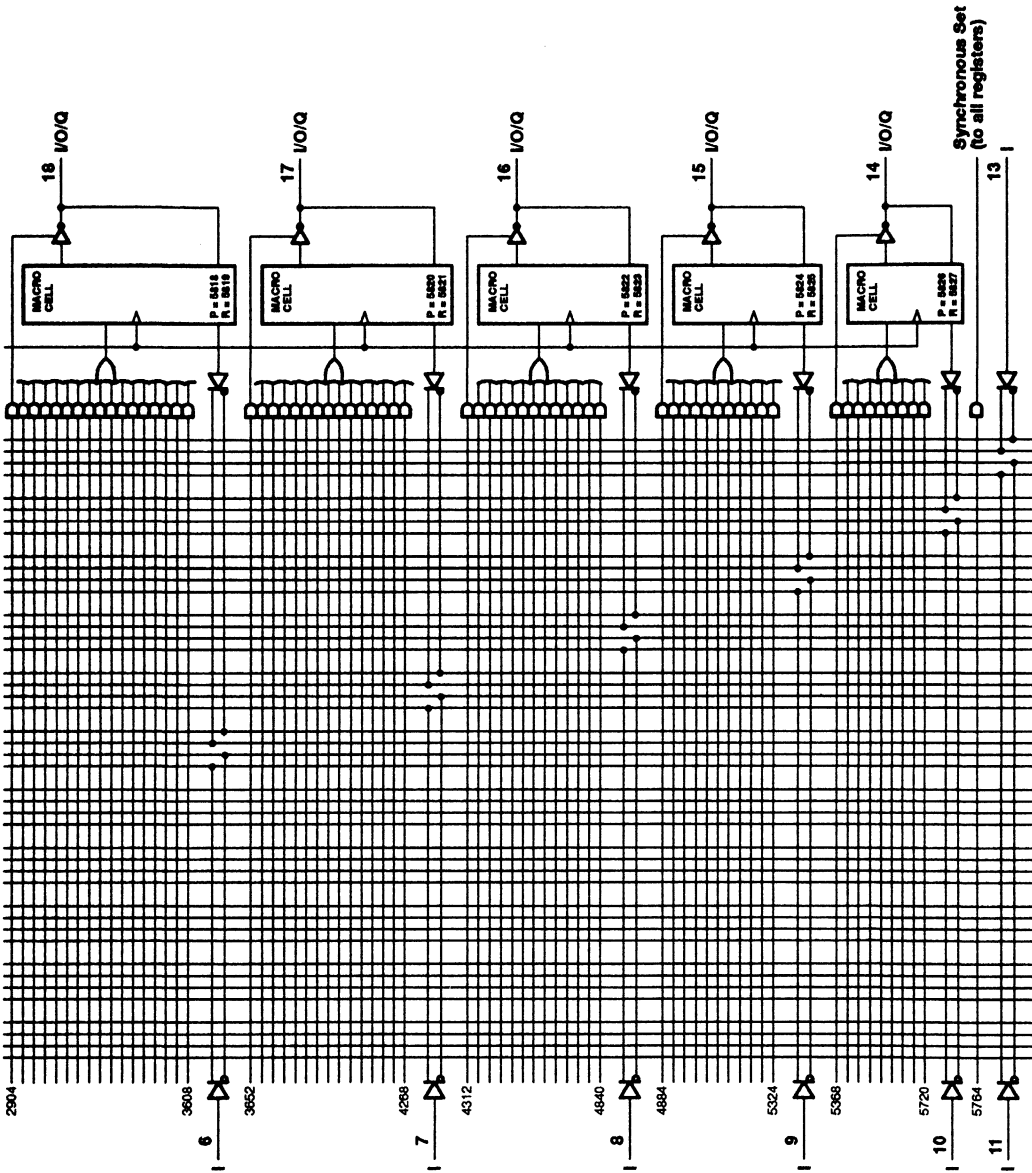 2904
3608
6
I
MACRO
CELL
P = 5818
R = 5819
18 I/O/Q
3652
4268
7
I
MACRO
CELL
P = 5820
R = 5821
17 I/O/Q
4312
4840
8
I
MACRO
CELL
P = 5822
R = 5823
16 I/O/Q
4884
5324
9
I
MACRO
CELL
P = 5824
R = 5825
15 I/O/Q
5368
5720
10
I
MACRO
CELL
P = 5826
R = 5827
14 I/O/Q
5764
Synchronous Set
(to all registers)
11
I
13 I